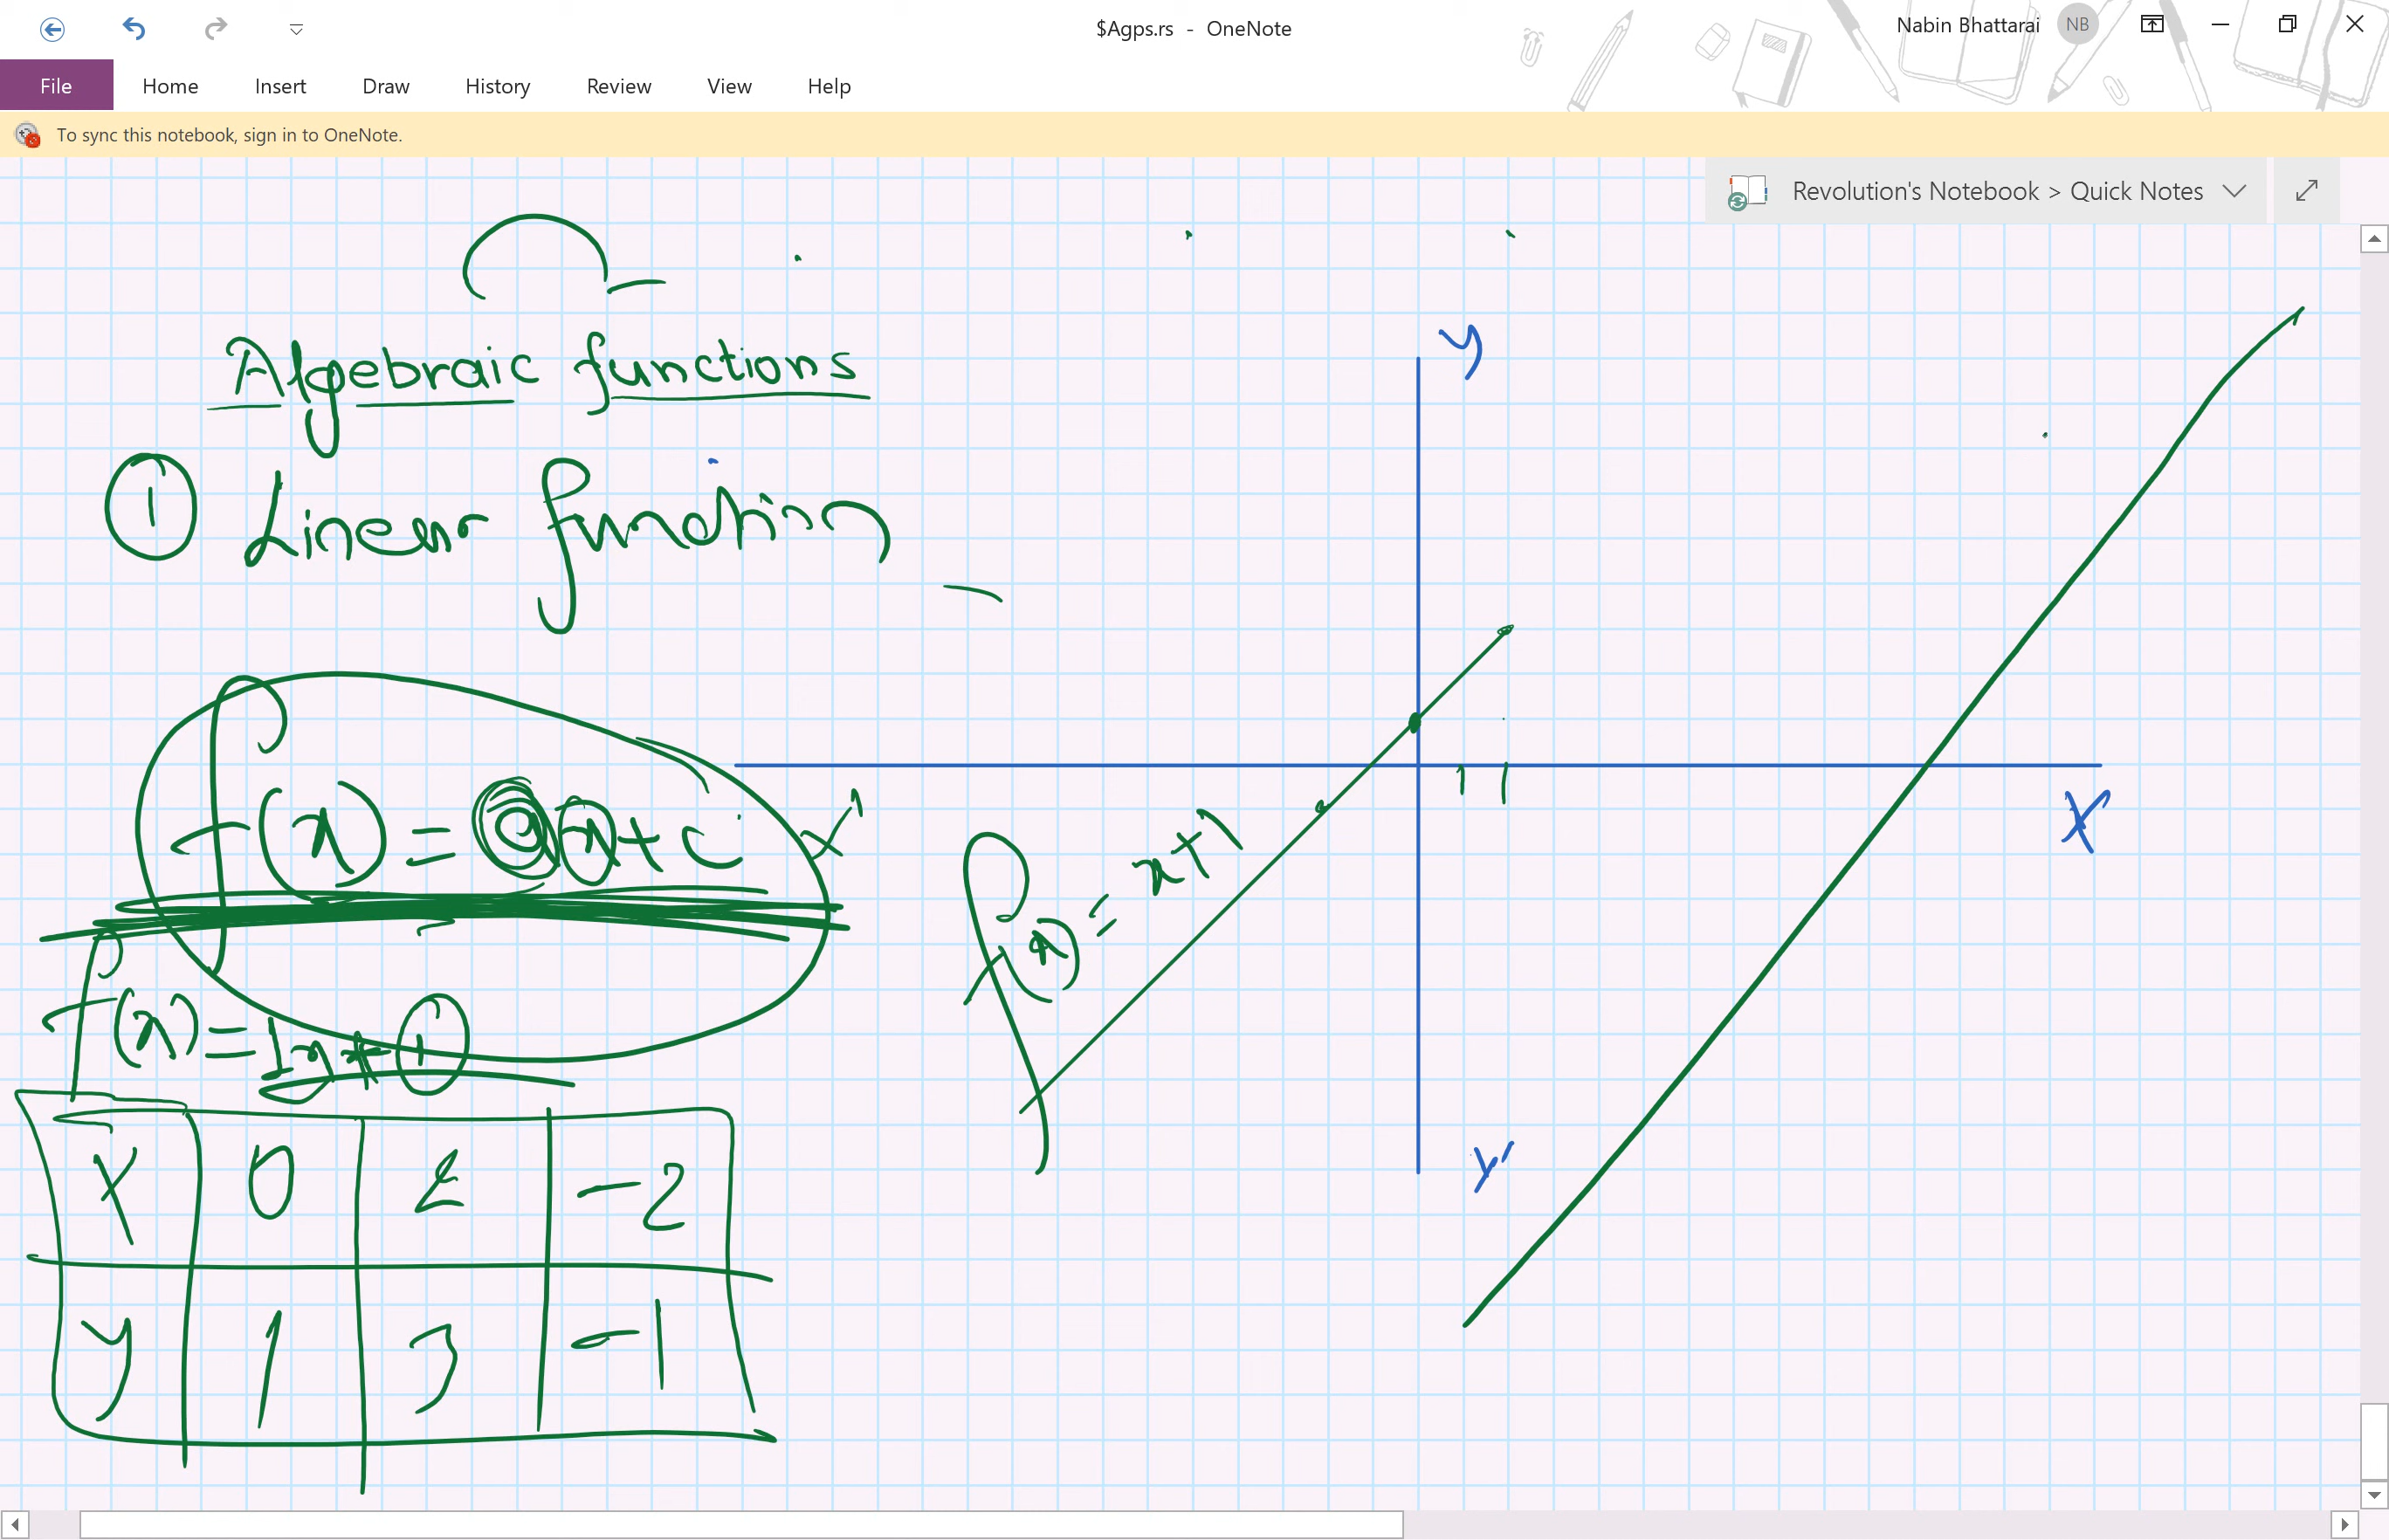 $Agps.rs - OneNote
Nabin Bhattarai NB
File Home Insert Draw History Review View Help
To sync this notebook, sign in to OneNote.
Revolution's Notebook > Quick Notes
Algebraic functions
① Linear function
f(x) = ax + c
f(x) = 1x + 1
x 0 2 -2
y 1 3 -1
y
x'
x
y'
f(x) = x+1